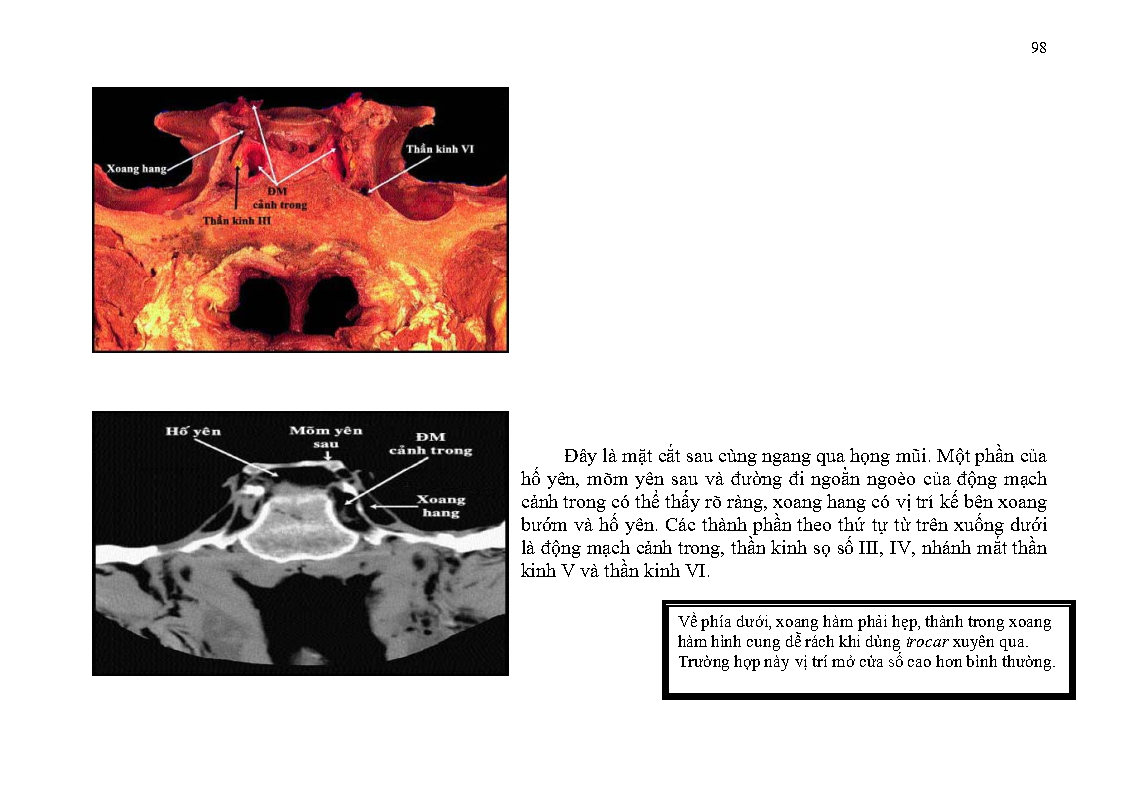 98
Thần kinh VI
Xoang hang
ĐM
cảnh trong
Thần kinh III
Hố yên
Mõm yên
sau
ĐM
cảnh trong
Xoang
hang
Đây là mặt cắt sau cùng ngang qua họng mũi. Một phần của
hố yên, mõm yên sau và đường đi ngoằn ngoèo của động mạch
cảnh trong có thể thấy rõ ràng, xoang hang có vị trí kế bên xoang
bướm và hố yên. Các thành phần theo thứ tự từ trên xuống dưới
là động mạch cảnh trong, thần kinh sọ số III, IV, nhánh mắt thần
kinh V và thần kinh VI.
Về phía dưới, xoang hàm phải hẹp, thành trong xoang
hàm hình cung dễ rách khi dùng trocar xuyên qua.
Trường hợp này vị trí mở cửa sổ cao hơn bình thường.